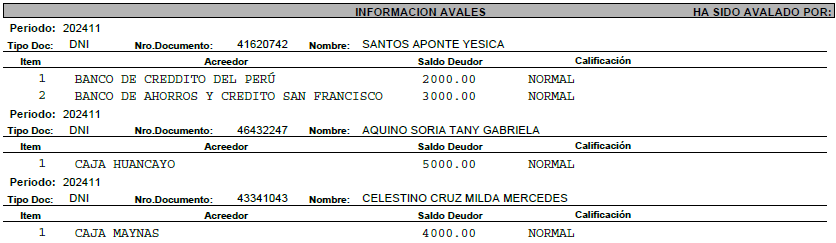 INFORMACION AVALES HA SIDO AVALADO POR:
Periodo: 202411
Tipo Doc: DNI Nro.Documento: 41620742 Nombre: SANTOS APONTE YESICA
Item Acreedor Saldo Deudor Calificación
1 BANCO DE CREDDITO DEL PERÚ 2000.00 NORMAL
2 BANCO DE AHORROS Y CREDITO SAN FRANCISCO 3000.00 NORMAL
Periodo: 202411
Tipo Doc: DNI Nro.Documento: 46432247 Nombre: AQUINO SORIA TANY GABRIELA
Item Acreedor Saldo Deudor Calificación
1 CAJA HUANCAYO 5000.00 NORMAL
Periodo: 202411
Tipo Doc: DNI Nro.Documento: 43341043 Nombre: CELESTINO CRUZ MILDA MERCEDES
Item Acreedor Saldo Deudor Calificación
1 CAJA MAYNAS 4000.00 NORMAL